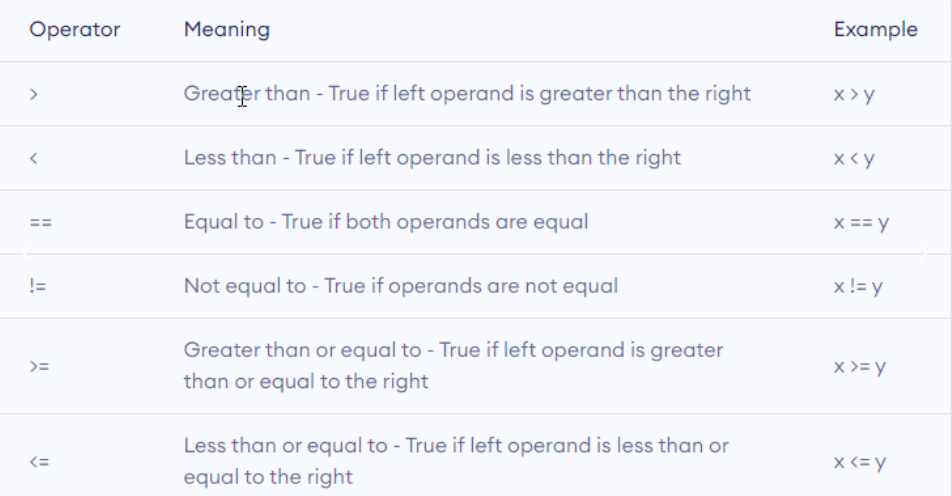 Operator Meaning Example
> Greater than - True if left operand is greater than the right x > y
< Less than - True if left operand is less than the right x < y
== Equal to - True if both operands are equal x == y
!= Not equal to - True if operands are not equal x != y
>= Greater than or equal to - True if left operand is greater x >= y
than or equal to the right
<= Less than or equal to - True if left operand is less than or x <= y
equal to the right